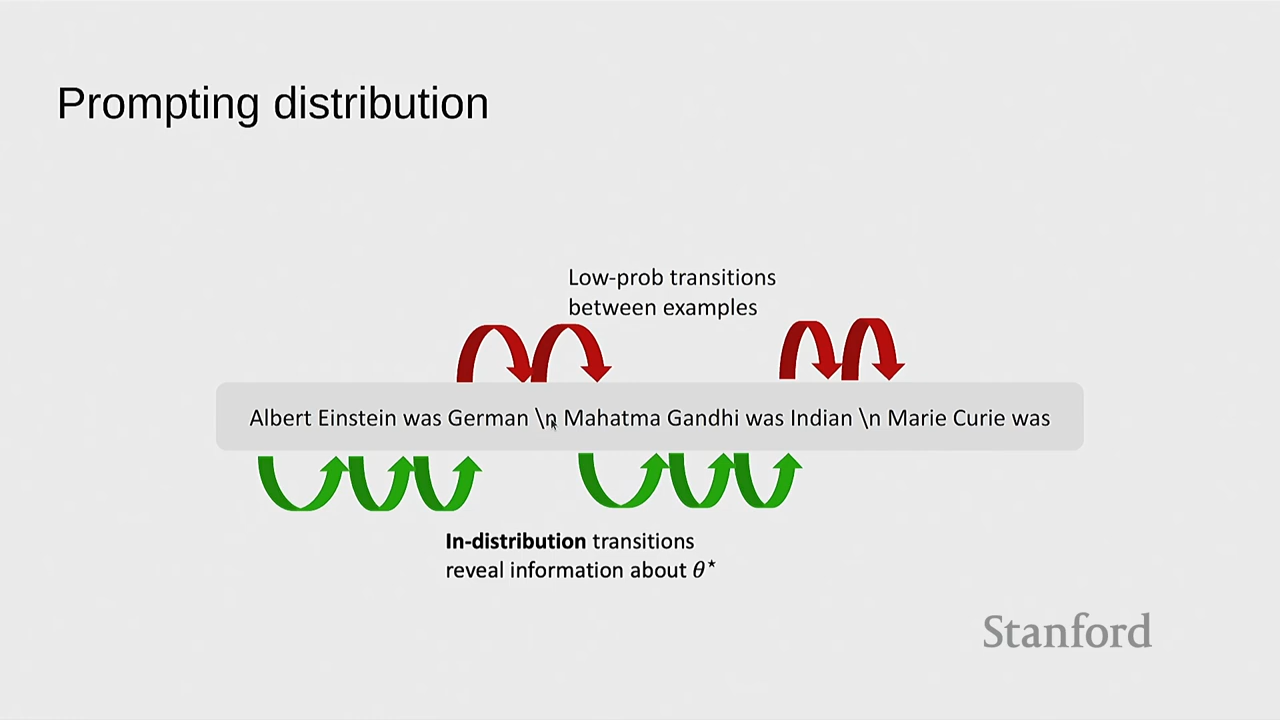 Prompting distribution
Low-prob transitions
between examples
Albert Einstein was German \n Mahatma Gandhi was Indian \n Marie Curie was
In-distribution transitions
reveal information about θ*
Stanford